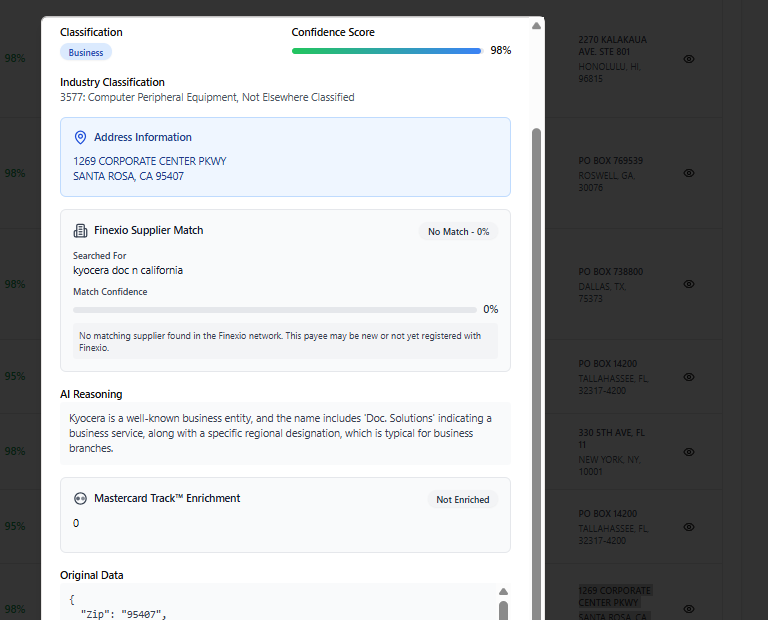 Classification
Confidence Score
Business
98%
Industry Classification
3577: Computer Peripheral Equipment, Not Elsewhere Classified
Address Information
1269 CORPORATE CENTER PKWY
SANTA ROSA, CA 95407
Finexio Supplier Match
No Match - 0%
Searched For
kyocera doc n california
Match Confidence
0%
No matching supplier found in the Finexio network. This payee may be new or not yet registered with
Finexio.
AI Reasoning
Kyocera is a well-known business entity, and the name includes 'Doc. Solutions' indicating a
business service, along with a specific regional designation, which is typical for business
branches.
Mastercard Track™ Enrichment
Not Enriched
0
Original Data
{
"Zip": "95407",
98%
2270 KALAKAUA
AVE. STE 801
HONOLULU, HI,
96815
98%
PO BOX 769539
ROSWELL, GA,
30076
98%
PO BOX 738800
DALLAS, TX,
75373
95%
PO BOX 14200
TALLAHASSEE, FL,
32317-4200
98%
330 5TH AVE, FL
11
NEW YORK, NY,
10001
95%
PO BOX 14200
TALLAHASSEE, FL,
32317-4200
98%
1269 CORPORATE
CENTER PKWY
SANTA ROSA, CA,